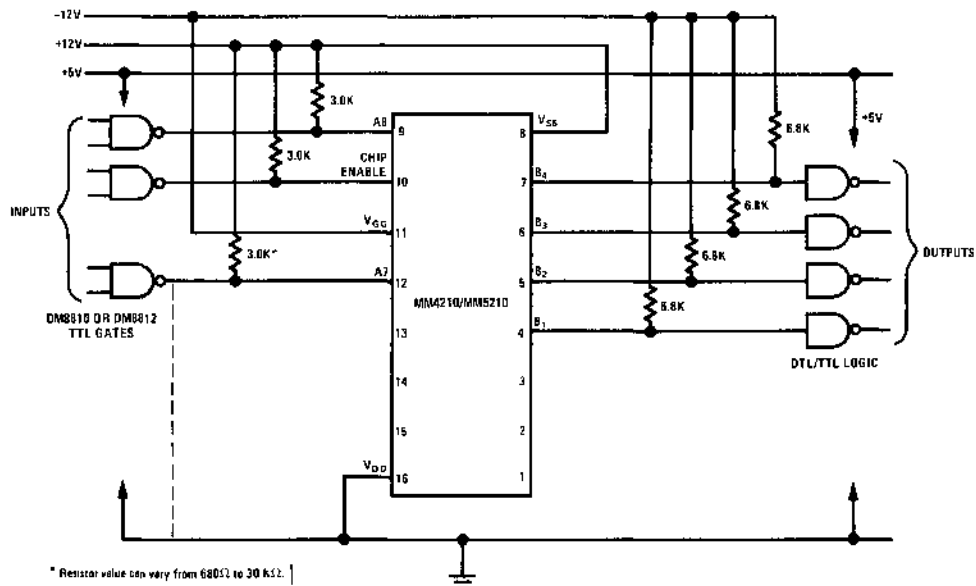 -12V
+12V
+5V
3.0K
A8
9
VSS
8
6.8K
+5V
3.0K
CHIP
ENABLE
10
B4
7
INPUTS
VGG
11
B3
6
6.8K
OUTPUTS
3.0K*
A7
12
B2
5
6.8K
MM4210/MM5210
DM8810 OR DM8812
TTL GATES
13
B1
4
6.8K
DTL/TTL LOGIC
14
3
15
2
VDD
16
1
* Resistor value can vary from 680Ω to 30 KΩ.